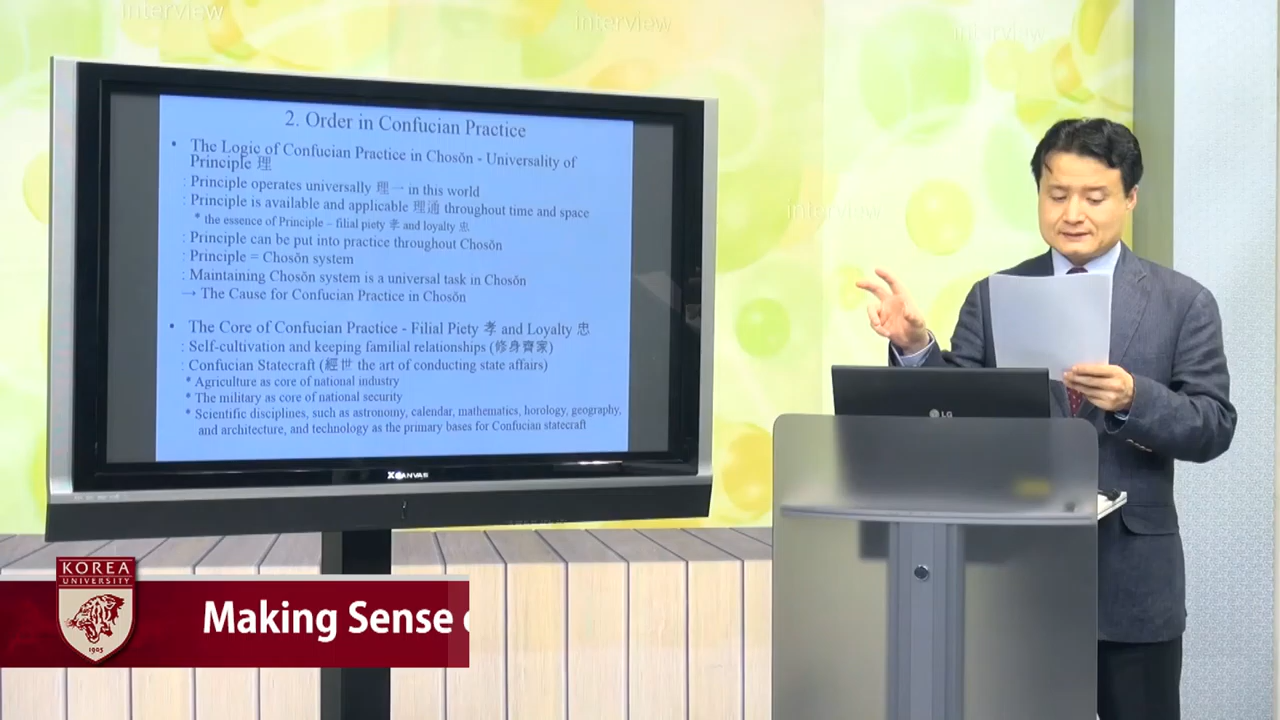 interview
interview
interview
interview
2. Order in Confucian Practice
• The Logic of Confucian Practice in Chosŏn - Universality of
Principle 理
: Principle operates universally 理一 in this world
: Principle is available and applicable 理通 throughout time and space
* the essence of Principle – filial piety 孝 and loyalty 忠
: Principle can be put into practice throughout Chosŏn
: Principle = Chosŏn system
: Maintaining Chosŏn system is a universal task in Chosŏn
→ The Cause for Confucian Practice in Chosŏn
• The Core of Confucian Practice - Filial Piety 孝 and Loyalty 忠
: Self-cultivation and keeping familial relationships (修身齊家)
: Confucian Statecraft (經世 the art of conducting state affairs)
* Agriculture as core of national industry
* The military as core of national security
* Scientific disciplines, such as astronomy, calendar, mathematics, horology, geography,
and architecture, and technology as the primary bases for Confucian statecraft
XCANVAS
LG
KOREA
UNIVERSITY
1905
Making Sense